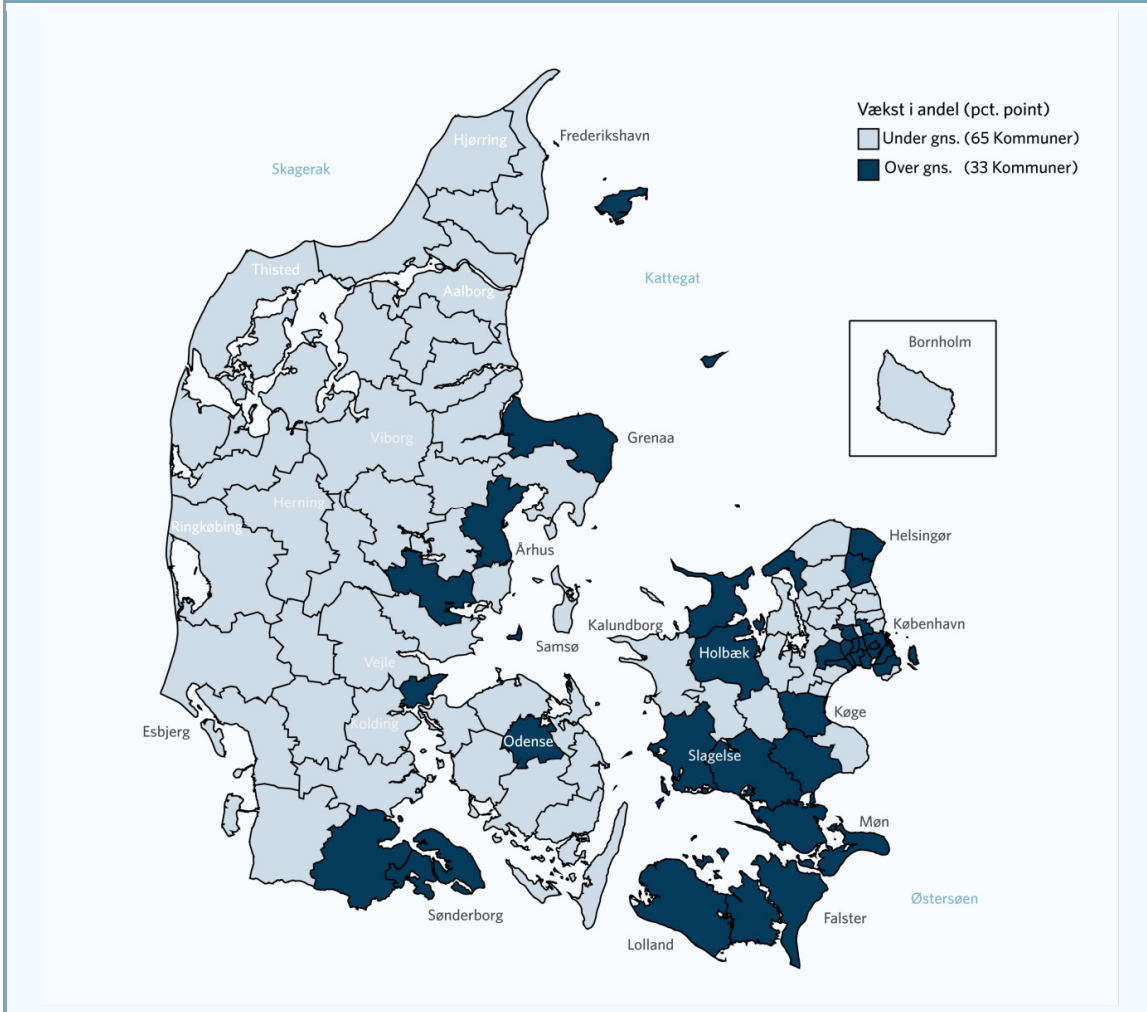 Vækst i andel (pct. point)
Under gns. (65 Kommuner)
Over gns. (33 Kommuner)
Hjørring
Frederikshavn
Skagerak
Thisted
Kattegat
Aalborg
Bornholm
Viborg
Grenaa
Herning
Ringkøbing
Helsingør
Århus
København
Kalundborg
Samsø
Holbæk
Vejle
Køge
Kolding
Esbjerg
Odense
Slagelse
Møn
Østersøen
Sønderborg
Falster
Lolland